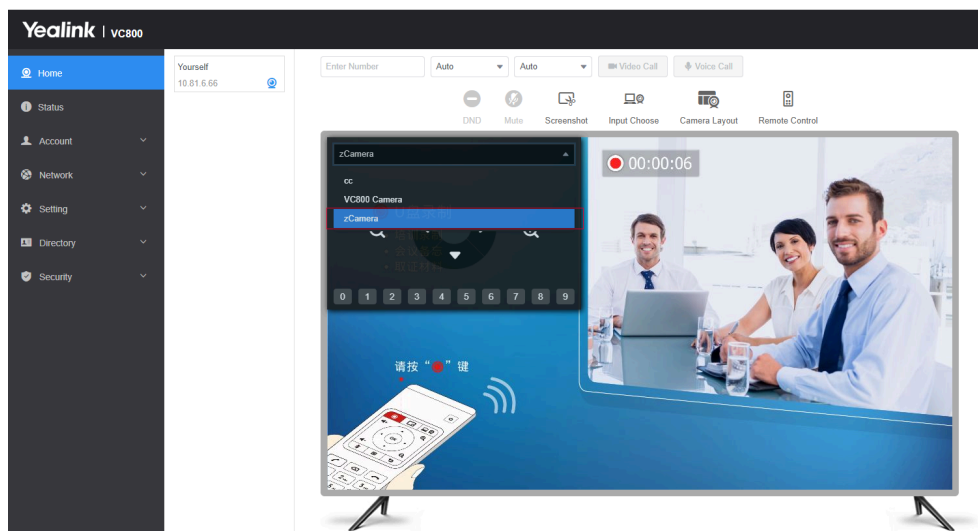 Yealink | VC800
Home
Status
Account
Network
Setting
Directory
Security
Yourself
10.81.6.66
Enter Number
Auto
Auto
Video Call
Voice Call
DND
Mute
Screenshot
Input Choose
Camera Layout
Remote Control
zCamera
cc
VC800 Camera
zCamera
0 1 2 3 4 5 6 7 8 9
00:00:06
请按“●”键
OK